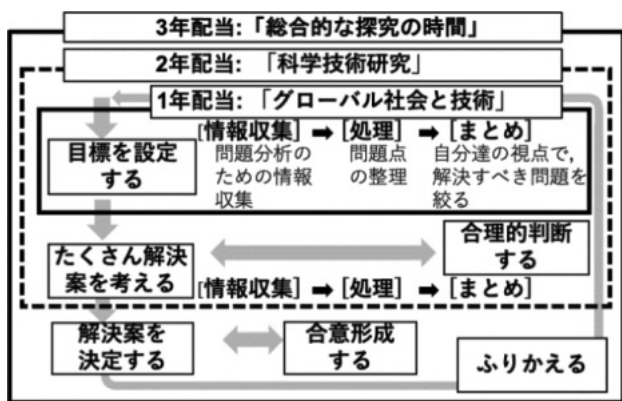 3年配当:「総合的な探究の時間」
2年配当: 「科学技術研究」
1年配当:「グローバル社会と技術」
[情報収集] ➡ [処理] ➡ [まとめ]
目標を設定
する
問題分析の
ための情報
収集
問題点
の整理
自分達の視点で,
解決すべき問題を
絞る
たくさん解決
案を考える
合理的判断
する
[情報収集] ➡ [処理] ➡ [まとめ]
解決案を
決定する
合意形成
する
ふりかえる